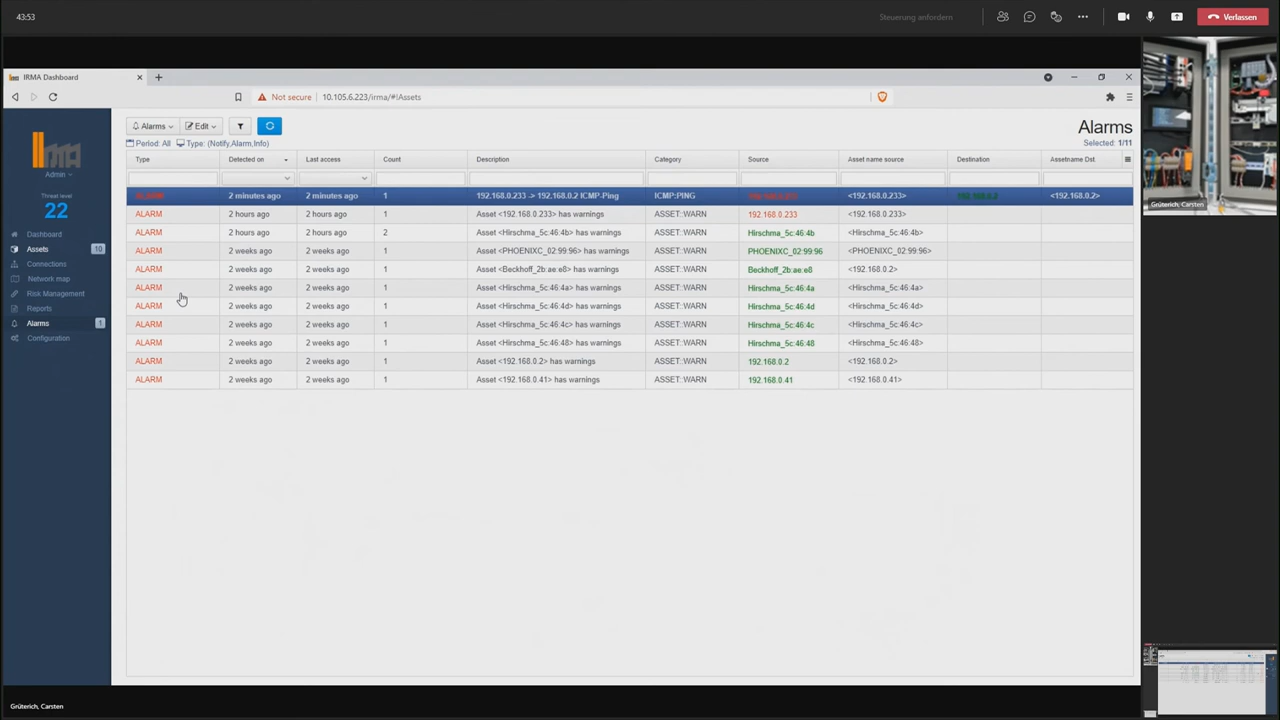 43:53
Steuerung anfordern
Verlassen
IRMA Dashboard
Not secure 10.105.6.223/irma/#!Assets
IRMA
Admin
Threat level
22
Dashboard
Assets 10
Connections
Network map
Risk Management
Reports
Alarms 1
Configuration
Alarms Edit
Alarms
Period: All Type: (Notify,Alarm,Info)
Selected: 1/11
Type Detected on Last access Count Description Category Source Asset name source Destination Assetname Dst.
ALARM 2 minutes ago 2 minutes ago 1 192.168.0.233 -> 192.168.0.2 ICMP-Ping ICMP:PING 192.168.0.233 <192.168.0.233> 192.168.0.2 <192.168.0.2>
ALARM 2 hours ago 2 hours ago 1 Asset <192.168.0.233> has warnings ASSET::WARN 192.168.0.233 <192.168.0.233>
ALARM 2 hours ago 2 hours ago 2 Asset <Hirschma_5c:46:4b> has warnings ASSET::WARN Hirschma_5c:46:4b <Hirschma_5c:46:4b>
ALARM 2 weeks ago 2 weeks ago 1 Asset <PHOENIXC_02:99:96> has warnings ASSET::WARN PHOENIXC_02:99:96 <PHOENIXC_02:99:96>
ALARM 2 weeks ago 2 weeks ago 1 Asset <Beckhoff_2b:ae:e8> has warnings ASSET::WARN Beckhoff_2b:ae:e8 <192.168.0.2>
ALARM 2 weeks ago 2 weeks ago 1 Asset <Hirschma_5c:46:4a> has warnings ASSET::WARN Hirschma_5c:46:4a <Hirschma_5c:46:4a>
ALARM 2 weeks ago 2 weeks ago 1 Asset <Hirschma_5c:46:4d> has warnings ASSET::WARN Hirschma_5c:46:4d <Hirschma_5c:46:4d>
ALARM 2 weeks ago 2 weeks ago 1 Asset <Hirschma_5c:46:4c> has warnings ASSET::WARN Hirschma_5c:46:4c <Hirschma_5c:46:4c>
ALARM 2 weeks ago 2 weeks ago 1 Asset <Hirschma_5c:46:48> has warnings ASSET::WARN Hirschma_5c:46:48 <Hirschma_5c:46:48>
ALARM 2 weeks ago 2 weeks ago 1 Asset <192.168.0.2> has warnings ASSET::WARN 192.168.0.2 <192.168.0.2>
ALARM 2 weeks ago 2 weeks ago 1 Asset <192.168.0.41> has warnings ASSET::WARN 192.168.0.41 <192.168.0.41>
Grüterich, Carsten
Grüterich, Carsten